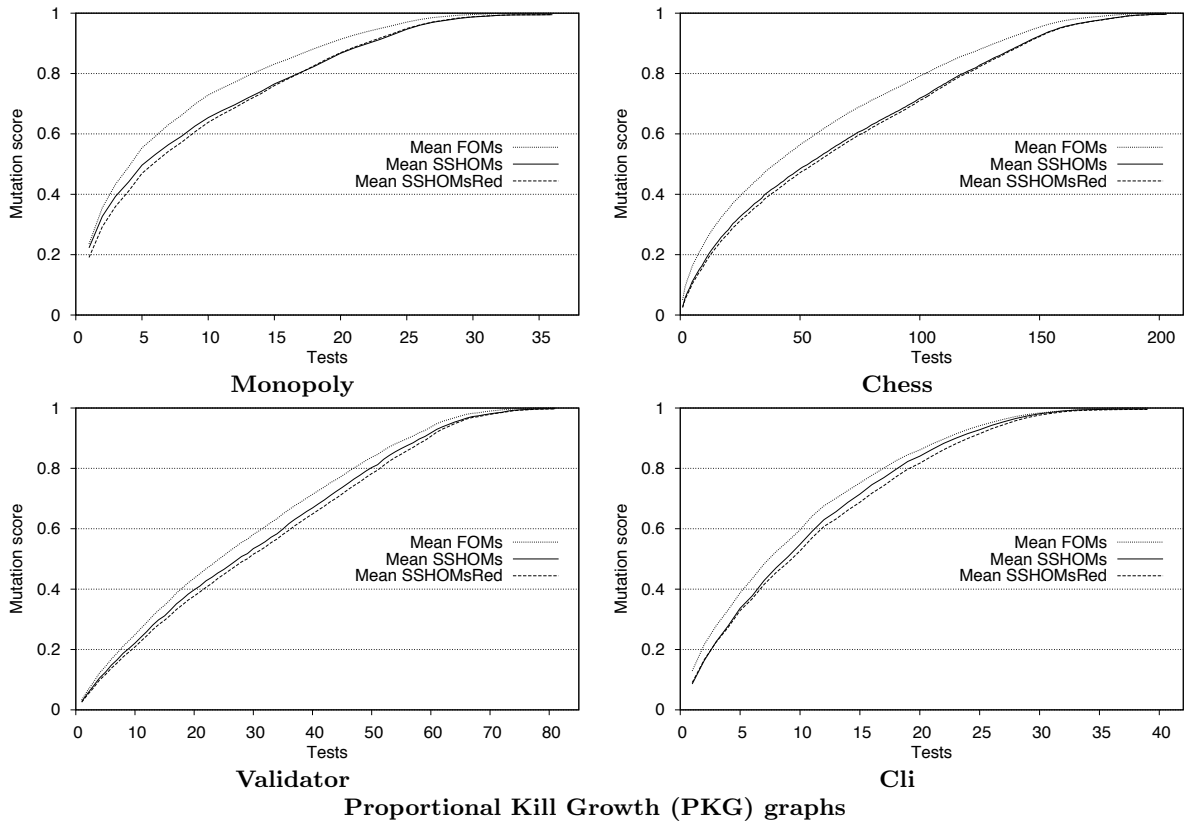 1
0.8
0.6
0.4
0.2
0
Mutation score
Mean FOMs
Mean SSHOMs
Mean SSHOMsRed
0 5 10 15 20 25 30 35
Tests
Monopoly
1
0.8
0.6
0.4
0.2
0
Mutation score
Mean FOMs
Mean SSHOMs
Mean SSHOMsRed
0 50 100 150 200
Tests
Chess
1
0.8
0.6
0.4
0.2
0
Mutation score
Mean FOMs
Mean SSHOMs
Mean SSHOMsRed
0 10 20 30 40 50 60 70 80
Tests
Validator
1
0.8
0.6
0.4
0.2
0
Mutation score
Mean FOMs
Mean SSHOMs
Mean SSHOMsRed
0 5 10 15 20 25 30 35 40
Tests
Cli
Proportional Kill Growth (PKG) graphs